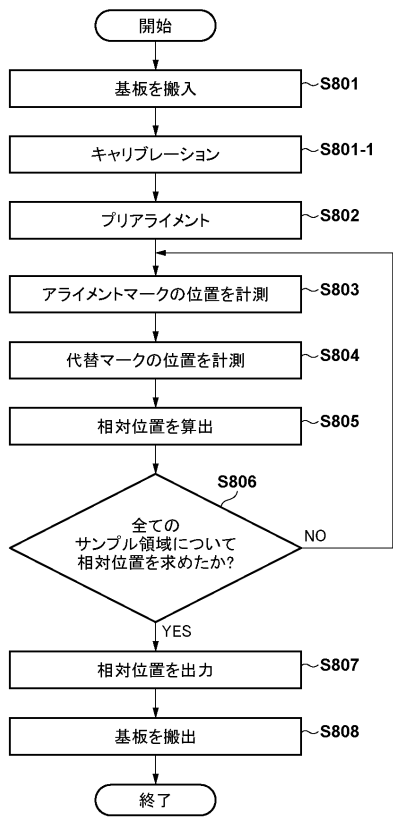 開始
基板を搬入
S801
キャリブレーション
S801-1
プリアライメント
S802
アライメントマークの位置を計測
S803
代替マークの位置を計測
S804
相対位置を算出
S805
S806
全ての
サンプル領域について
相対位置を求めたか?
NO
YES
相対位置を出力
S807
基板を搬出
S808
終了